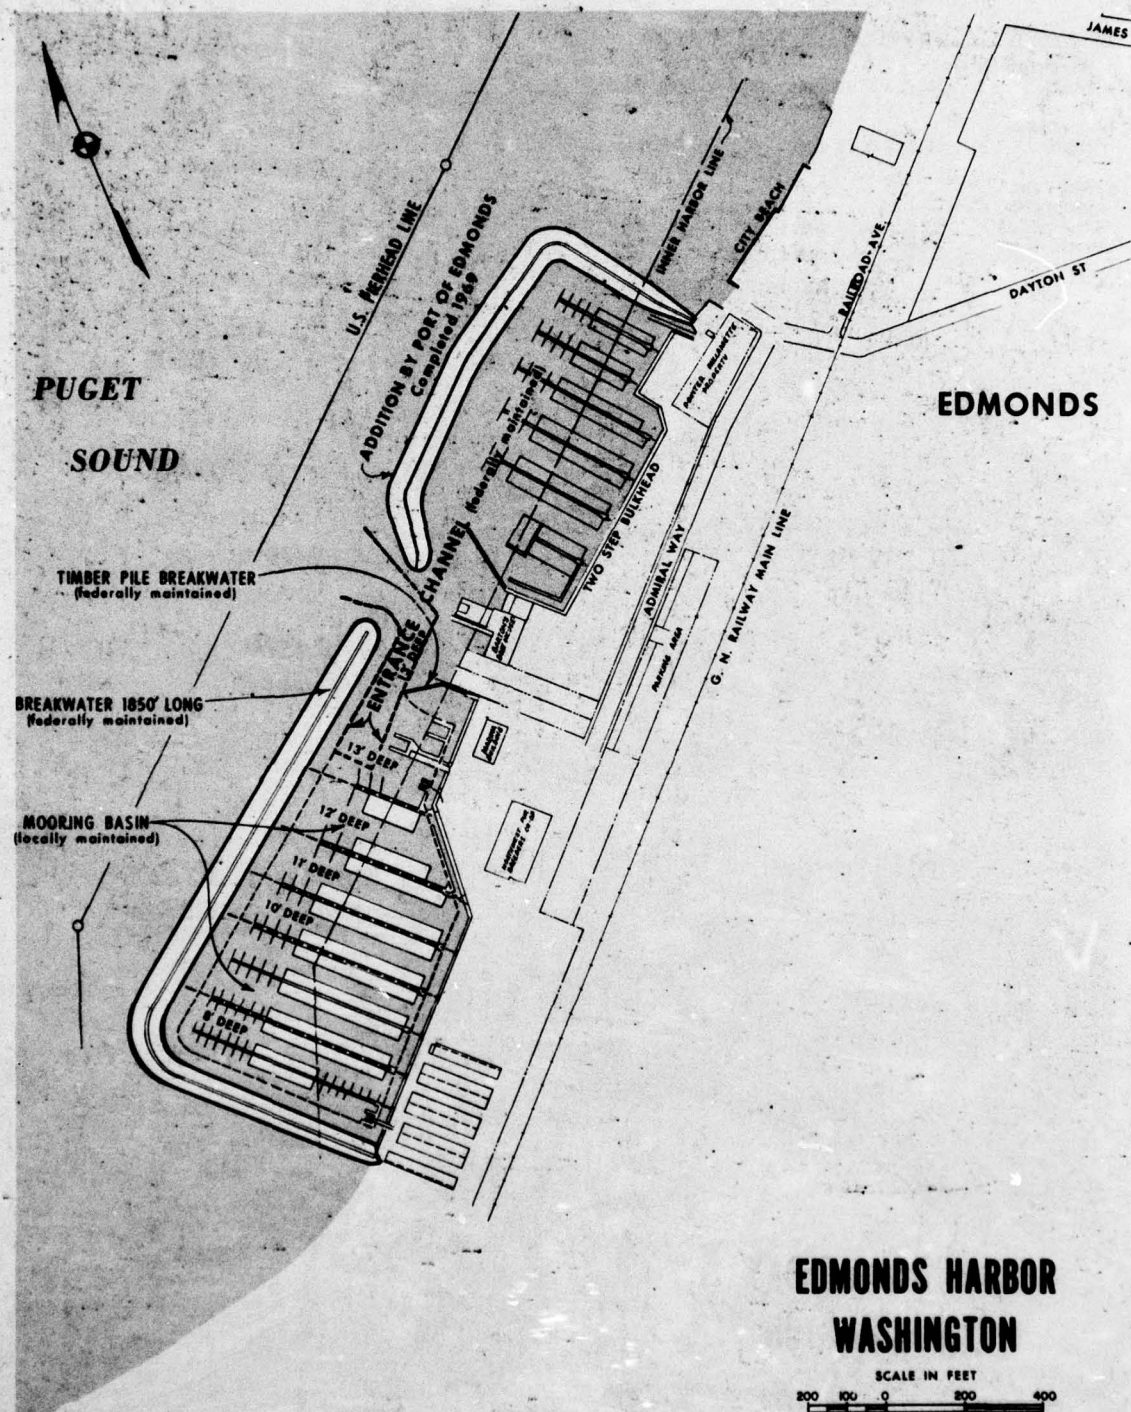 JAMES
INNER HARBOR LINE
CITY BEACH
U.S. PIERHEAD LINE
RAILROAD AVE.
DAYTON ST
ADDITION BY PORT OF EDMONDS
Completed 1969
PUGET
SOUND
EDMONDS
PROPERTY
CHANNEL (federally maintained)
TWO STEP BULKHEAD
ADMIRAL WAY
G. N. RAILWAY MAIN LINE
PARKING AREA
TIMBER PILE BREAKWATER
(federally maintained)
ENTRANCE
BREAKWATER 1850' LONG
(federally maintained)
13' DEEP
MOORING BASIN
(locally maintained)
12' DEEP
11' DEEP
10' DEEP
8' DEEP
EDMONDS HARBOR
WASHINGTON
SCALE IN FEET
200 100 0 200 400